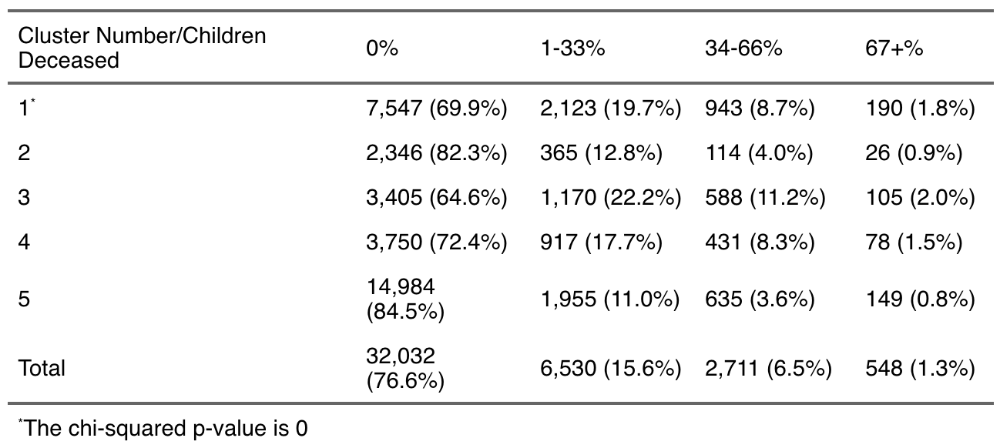 Cluster Number/Children
Deceased 0% 1-33% 34-66% 67+%
1* 7,547 (69.9%) 2,123 (19.7%) 943 (8.7%) 190 (1.8%)
2 2,346 (82.3%) 365 (12.8%) 114 (4.0%) 26 (0.9%)
3 3,405 (64.6%) 1,170 (22.2%) 588 (11.2%) 105 (2.0%)
4 3,750 (72.4%) 917 (17.7%) 431 (8.3%) 78 (1.5%)
5 14,984
(84.5%) 1,955 (11.0%) 635 (3.6%) 149 (0.8%)
Total 32,032
(76.6%) 6,530 (15.6%) 2,711 (6.5%) 548 (1.3%)
*The chi-squared p-value is 0